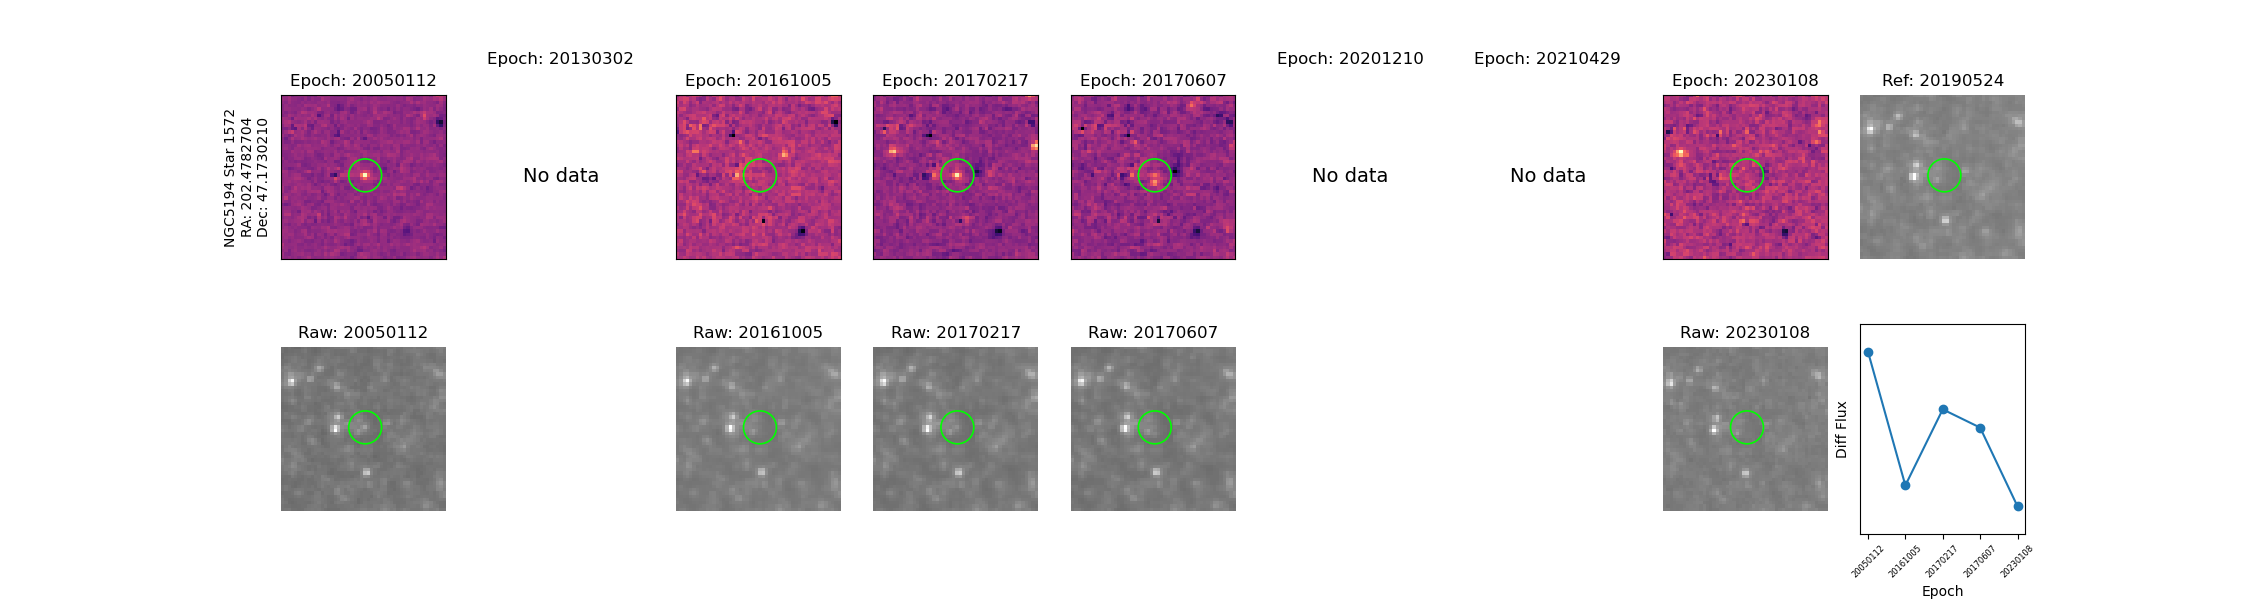 NGC5194 Star 1572
RA: 202.4782704
Dec: 47.1730210
Epoch: 20050112
Epoch: 20130302
No data
Epoch: 20161005
Epoch: 20170217
Epoch: 20170607
Epoch: 20201210
No data
Epoch: 20210429
No data
Epoch: 20230108
Ref: 20190524
Raw: 20050112
Raw: 20161005
Raw: 20170217
Raw: 20170607
Raw: 20230108
Diff Flux
20050112
20161005
20170217
20170607
20230108
Epoch